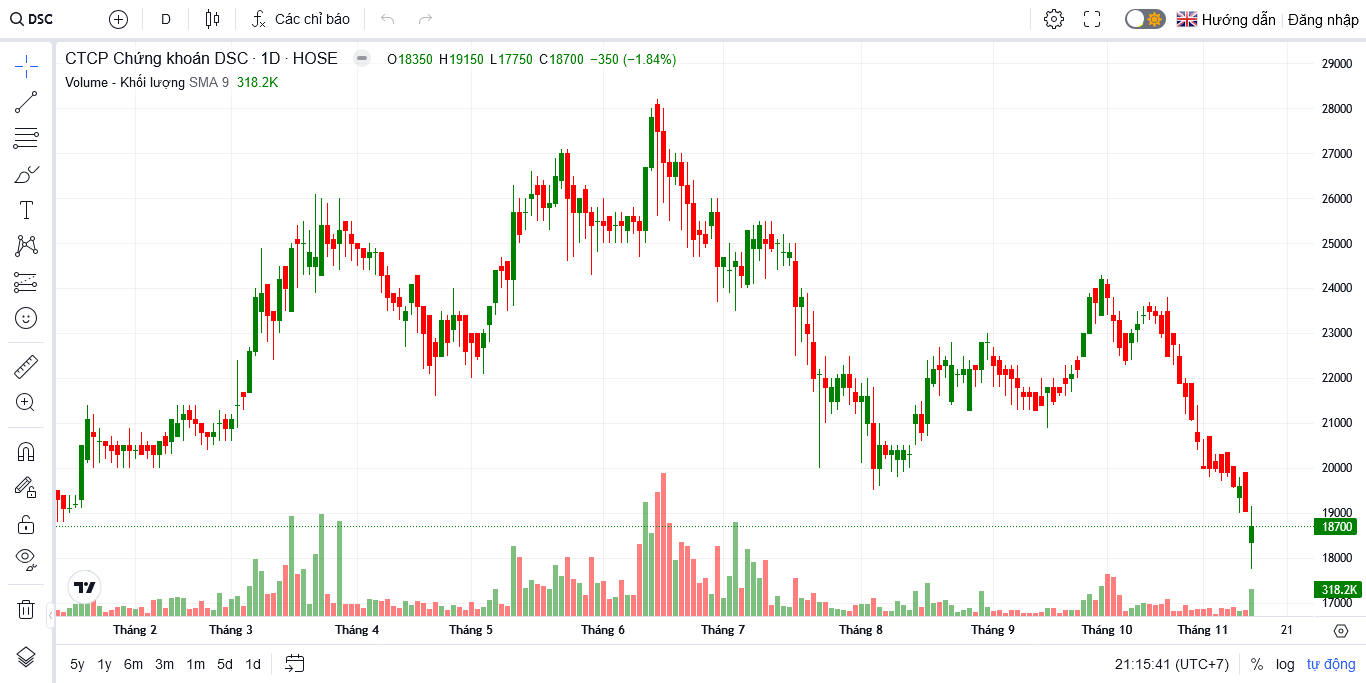 DSC D Các chỉ báo Hướng dẫn Đăng nhập
CTCP Chứng khoán DSC · 1D · HOSE O18350 H19150 L17750 C18700 −350 (−1.84%)
Volume - Khối lượng SMA 9 318.2K
29000
28000
27000
26000
25000
24000
23000
22000
21000
20000
19000
18700
18000
318.2K
17000
Tháng 2 Tháng 3 Tháng 4 Tháng 5 Tháng 6 Tháng 7 Tháng 8 Tháng 9 Tháng 10 Tháng 11 21
5y 1y 6m 3m 1m 5d 1d 21:15:41 (UTC+7) % log tự động